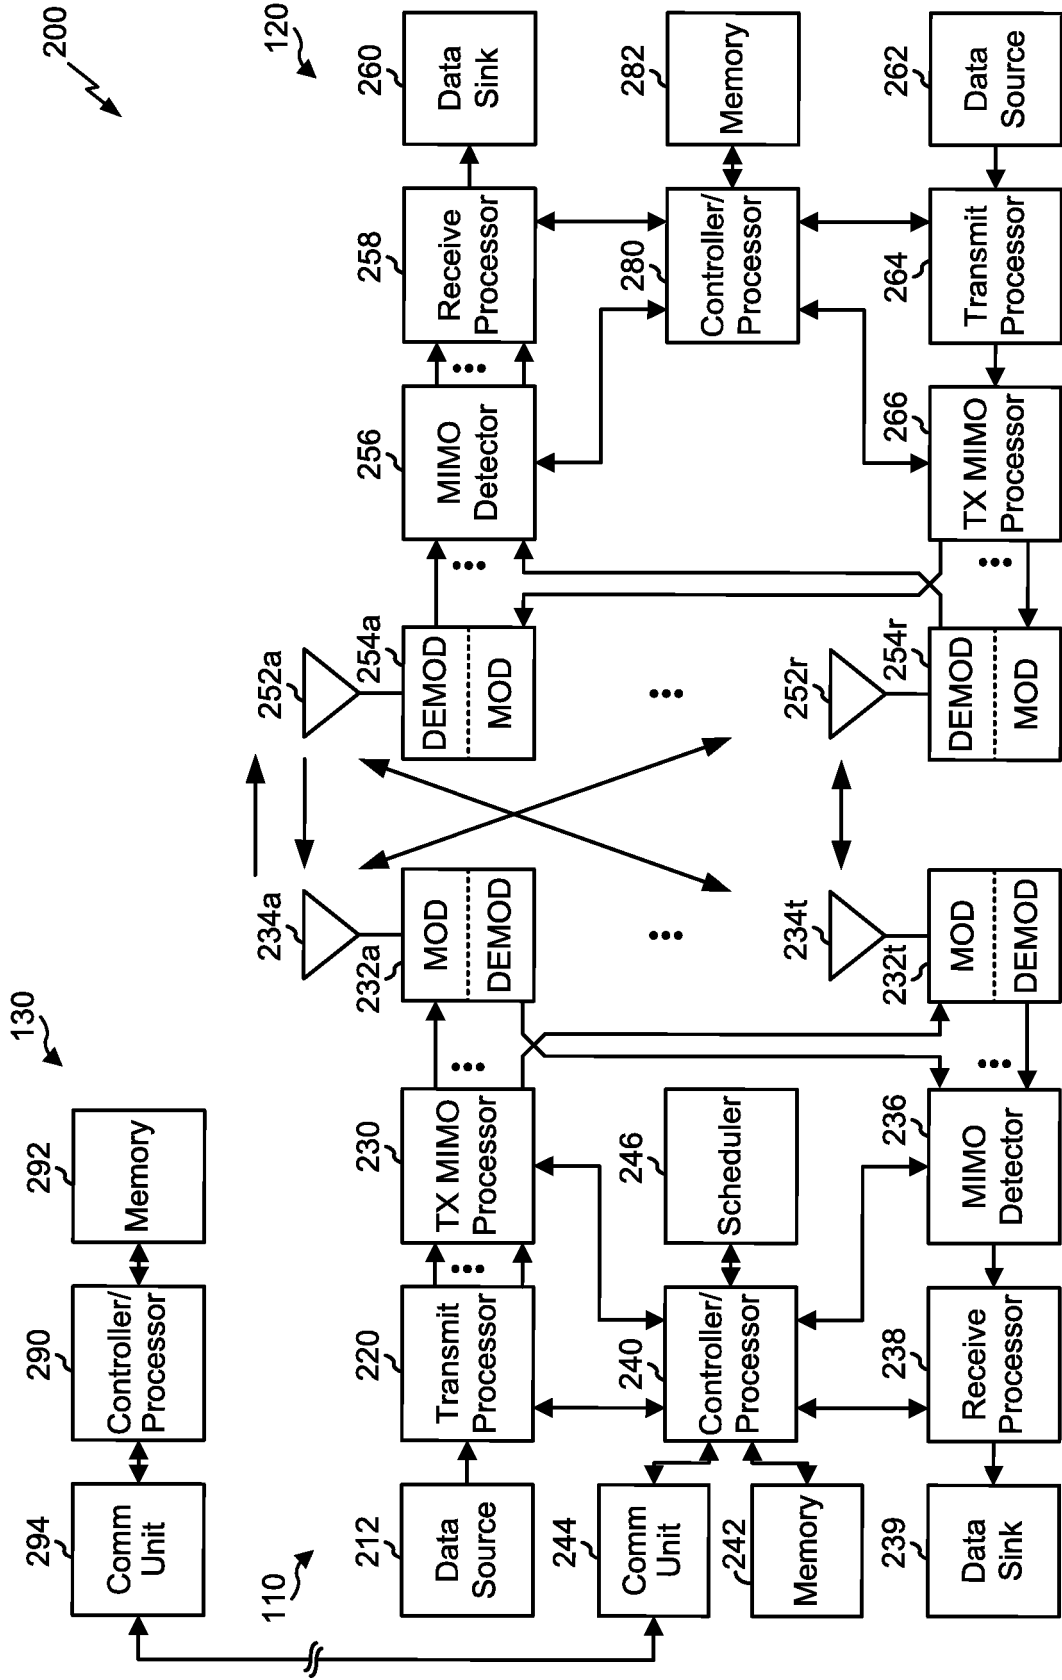 200
130
294
Comm
Unit
290
Controller/
Processor
292
Memory
110
120
212
Data
Source
220
Transmit
Processor
230
TX MIMO
Processor
232a
MOD
DEMOD
234a
252a
254a
DEMOD
MOD
256
MIMO
Detector
258
Receive
Processor
260
Data
Sink
244
Comm
Unit
242
Memory
240
Controller/
Processor
246
Scheduler
280
Controller/
Processor
282
Memory
239
Data
Sink
238
Receive
Processor
236
MIMO
Detector
232t
MOD
DEMOD
234t
252r
254r
DEMOD
MOD
266
TX MIMO
Processor
264
Transmit
Processor
262
Data
Source